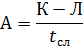 А = К − Л / t_сл